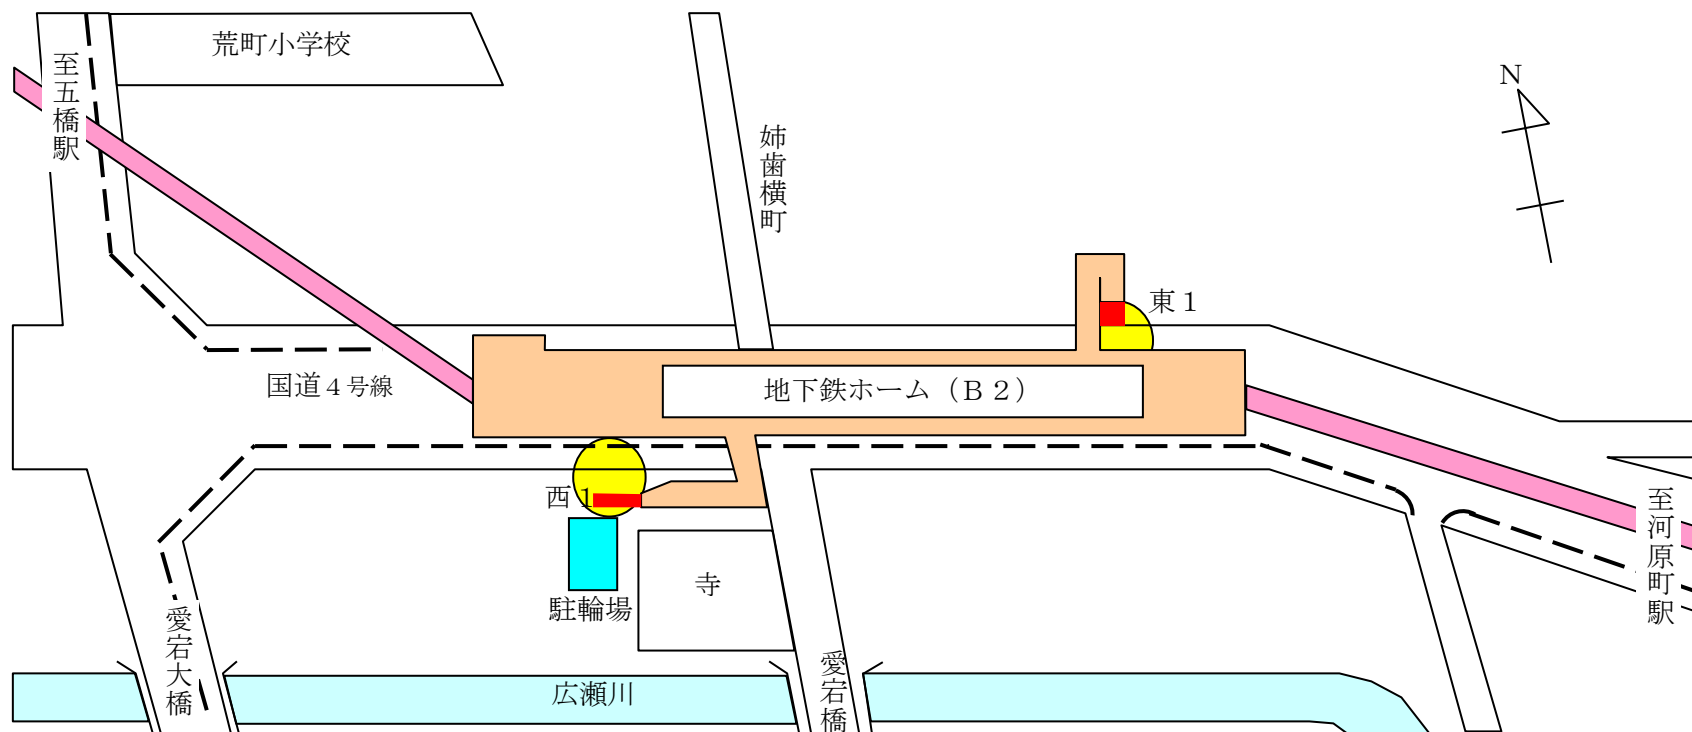 荒町小学校
至五橋駅
N
姉歯横町
東１
国道４号線
地下鉄ホーム（Ｂ２）
西１
至河原町駅
寺
駐輪場
愛宕大橋
愛宕橋
広瀬川